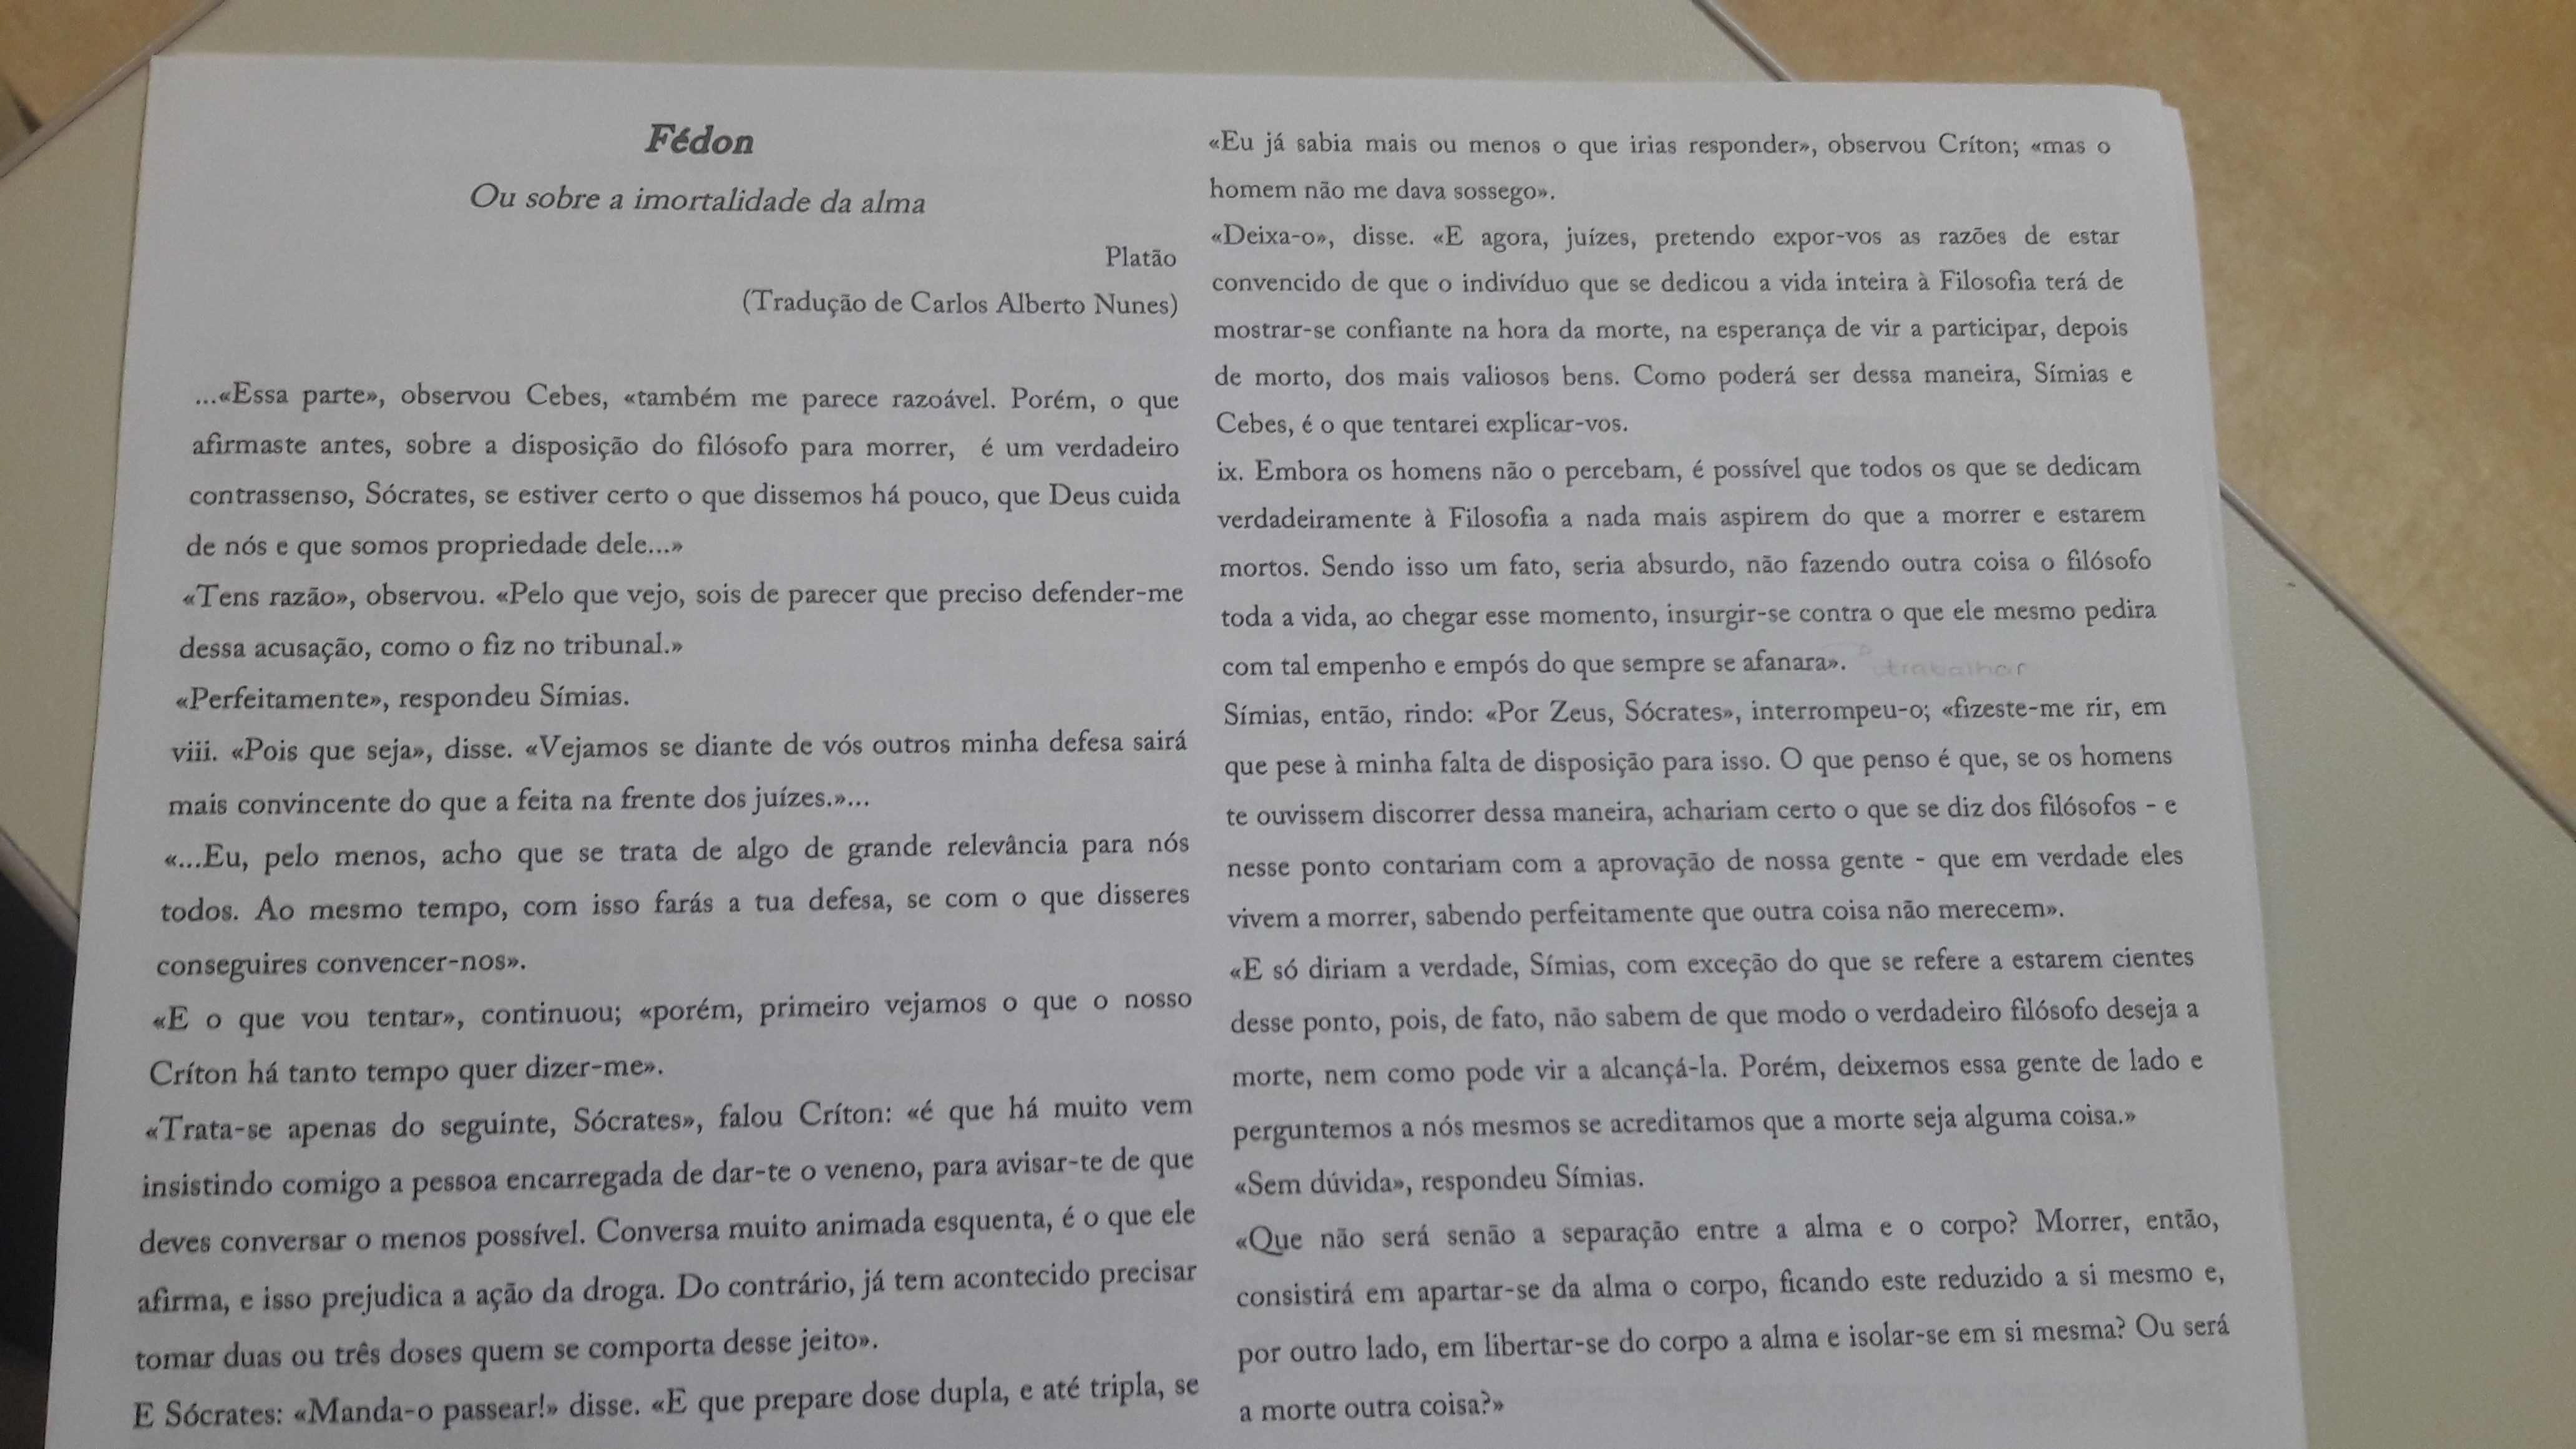 Fédon
Ou sobre a imortalidade da alma
Platão
(Tradução de Carlos Alberto Nunes)
...«Essa parte», observou Cebes, «também me parece razoável. Porém, o que
afirmaste antes, sobre a disposição do filósofo para morrer, é um verdadeiro
contrassenso, Sócrates, se estiver certo o que dissemos há pouco, que Deus cuida
de nós e que somos propriedade dele...»
«Tens razão», observou. «Pelo que vejo, sois de parecer que preciso defender-me
dessa acusação, como o fiz no tribunal.»
«Perfeitamente», respondeu Símias.
viii. «Pois que seja», disse. «Vejamos se diante de vós outros minha defesa sairá
mais convincente do que a feita na frente dos juízes.»...
«...Eu, pelo menos, acho que se trata de algo de grande relevância para nós
todos. Ao mesmo tempo, com isso farás a tua defesa, se com o que disseres
conseguires convencer-nos».
«E o que vou tentar», continuou; «porém, primeiro vejamos o que o nosso
Críton há tanto tempo quer dizer-me».
«Trata-se apenas do seguinte, Sócrates», falou Críton: «é que há muito vem
insistindo comigo a pessoa encarregada de dar-te o veneno, para avisar-te de que
deves conversar o menos possível. Conversa muito animada esquenta, é o que ele
afirma, e isso prejudica a ação da droga. Do contrário, já tem acontecido precisar
tomar duas ou três doses quem se comporta desse jeito».
E Sócrates: «Manda-o passear!» disse. «E que prepare dose dupla, e até tripla, se
«Eu já sabia mais ou menos o que irias responder», observou Críton; «mas o
homem não me dava sossego».
«Deixa-o», disse. «E agora, juízes, pretendo expor-vos as razões de estar
convencido de que o indivíduo que se dedicou a vida inteira à Filosofia terá de
mostrar-se confiante na hora da morte, na esperança de vir a participar, depois
de morto, dos mais valiosos bens. Como poderá ser dessa maneira, Símias e
Cebes, é o que tentarei explicar-vos.
ix. Embora os homens não o percebam, é possível que todos os que se dedicam
verdadeiramente à Filosofia a nada mais aspirem do que a morrer e estarem
mortos. Sendo isso um fato, seria absurdo, não fazendo outra coisa o filósofo
toda a vida, ao chegar esse momento, insurgir-se contra o que ele mesmo pedira
com tal empenho e empós do que sempre se afanara». trabalhar
Símias, então, rindo: «Por Zeus, Sócrates», interrompeu-o; «fizeste-me rir, em
que pese à minha falta de disposição para isso. O que penso é que, se os homens
te ouvissem discorrer dessa maneira, achariam certo o que se diz dos filósofos - e
nesse ponto contariam com a aprovação de nossa gente - que em verdade eles
vivem a morrer, sabendo perfeitamente que outra coisa não merecem».
«E só diriam a verdade, Símias, com exceção do que se refere a estarem cientes
desse ponto, pois, de fato, não sabem de que modo o verdadeiro filósofo deseja a
morte, nem como pode vir a alcançá-la. Porém, deixemos essa gente de lado e
perguntemos a nós mesmos se acreditamos que a morte seja alguma coisa.»
«Sem dúvida», respondeu Símias.
«Que não será senão a separação entre a alma e o corpo? Morrer, então,
consistirá em apartar-se da alma o corpo, ficando este reduzido a si mesmo e,
por outro lado, em libertar-se do corpo a alma e isolar-se em si mesma? Ou será
a morte outra coisa?»